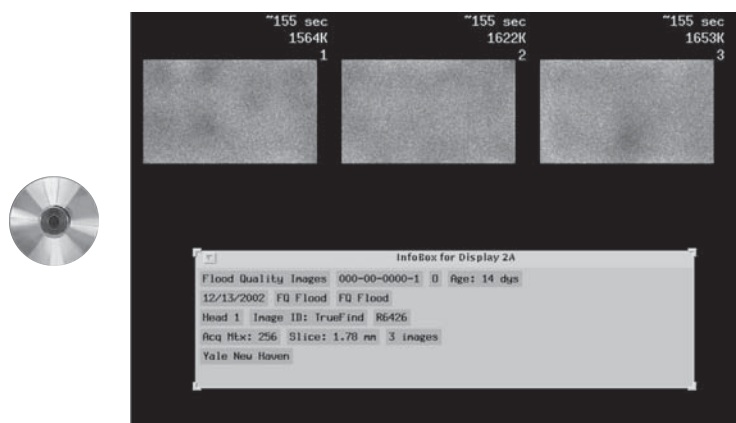 ~155 sec ~155 sec ~155 sec
1564K 1622K 1653K
1 2 3
InfoBox for Display 2A
Flood Quality Images 000-00-0000-1 0 Age: 14 dys
12/13/2002 FQ Flood FQ Flood
Head 1 Image ID: TrueFind R6426
Acq Mtx: 256 Slice: 1.78 mm 3 images
Yale New Haven